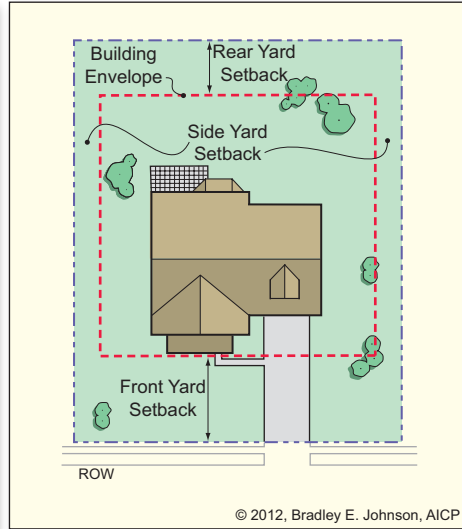 Building
Envelope
Rear Yard
Setback
Side Yard
Setback
Front Yard
Setback
ROW
© 2012, Bradley E. Johnson, AICP